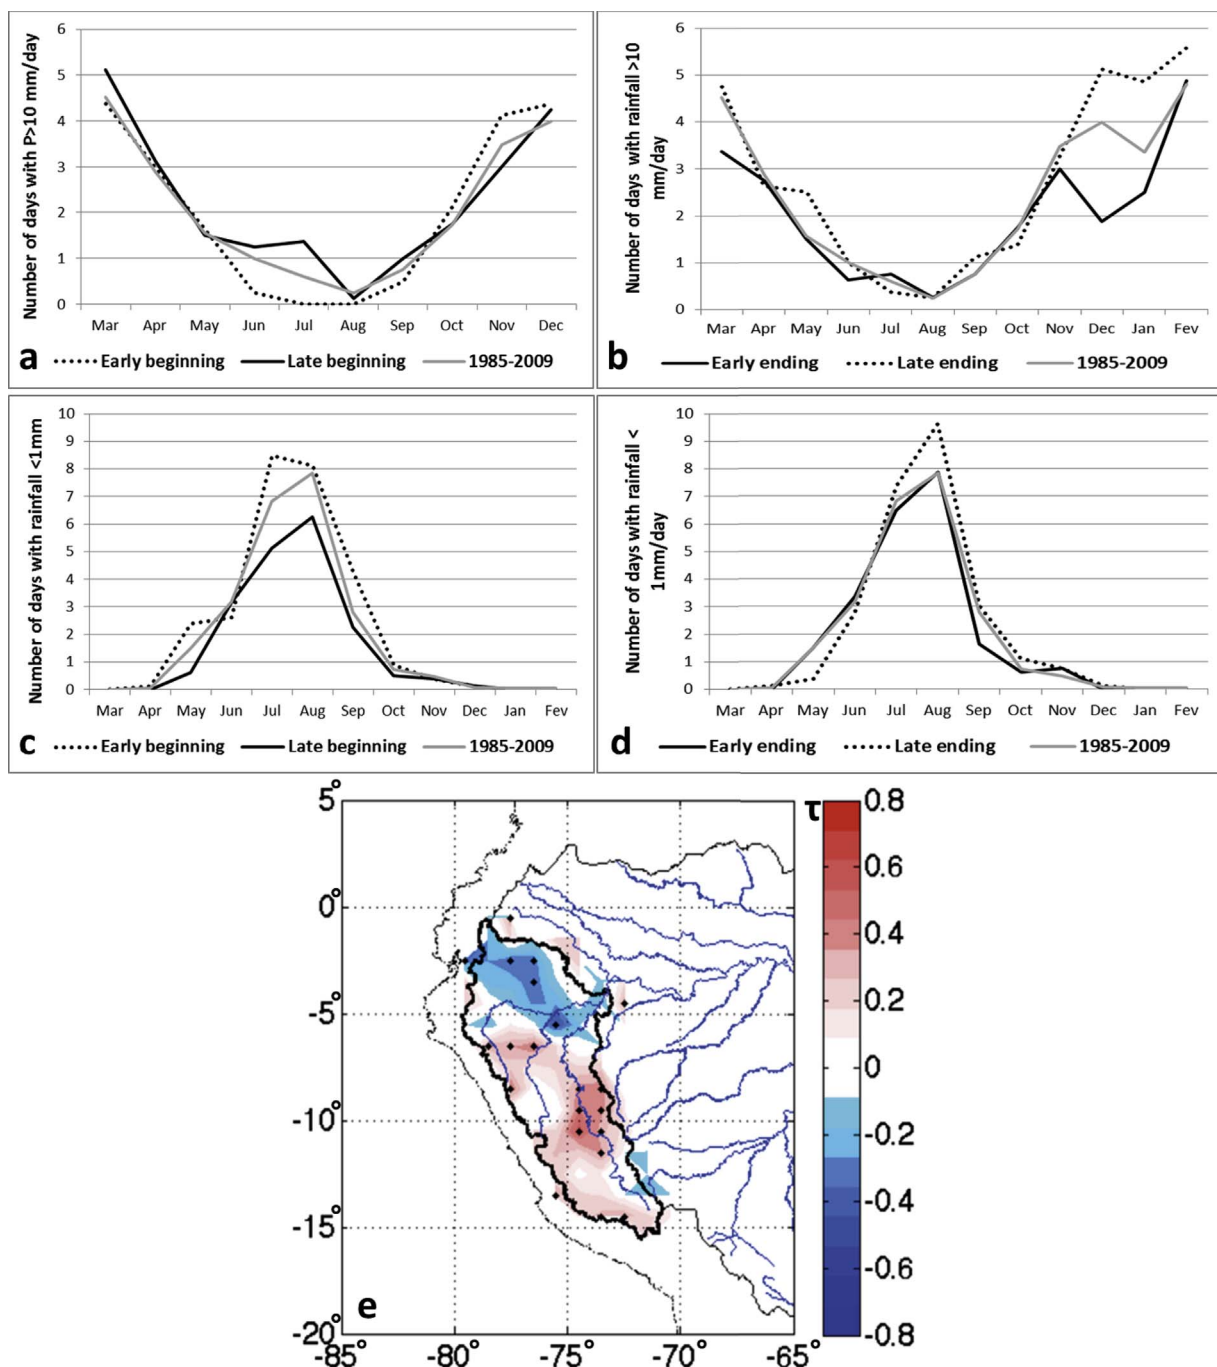 Number of days with P>10 mm/day
6
5
4
3
2
1
0
Mar Apr May Jun Jul Aug Sep Oct Nov Dec
a
Early beginning Late beginning 1985-2009
Number of days with rainfall >10
mm/day
6
5
4
3
2
1
0
Mar Apr May Jun Jul Aug Sep Oct Nov Dec Jan Fev
b
Early ending Late ending 1985-2009
Number of days with rainfall <1mm
10
9
8
7
6
5
4
3
2
1
0
Mar Apr May Jun Jul Aug Sep Oct Nov Dec Jan Fev
c
Early beginning Late beginning 1985-2009
Number of days with rainfall <
1mm/day
10
9
8
7
6
5
4
3
2
1
0
Mar Apr May Jun Jul Aug Sep Oct Nov Dec Jan Fev
d
Early ending Late ending 1985-2009
5°
0°
-5°
-10°
-15°
-20°
-85° -80° -75° -70° -65°
e
τ
0.8
0.6
0.4
0.2
0
-0.2
-0.4
-0.6
-0.8